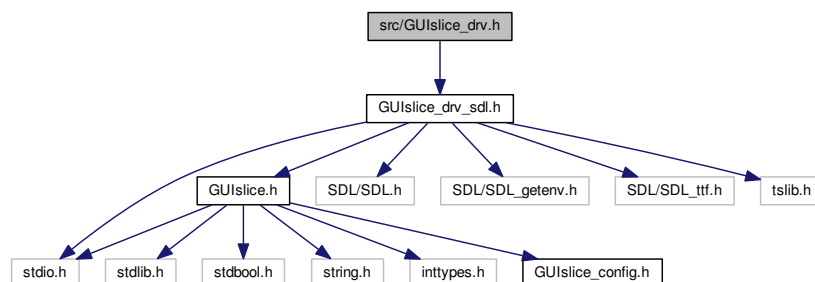 src/GUIslice_drv.h
GUIslice_drv_sdl.h
GUIslice.h
SDL/SDL.h
SDL/SDL_getenv.h
SDL/SDL_ttf.h
tslib.h
stdio.h
stdlib.h
stdbool.h
string.h
inttypes.h
GUIslice_config.h